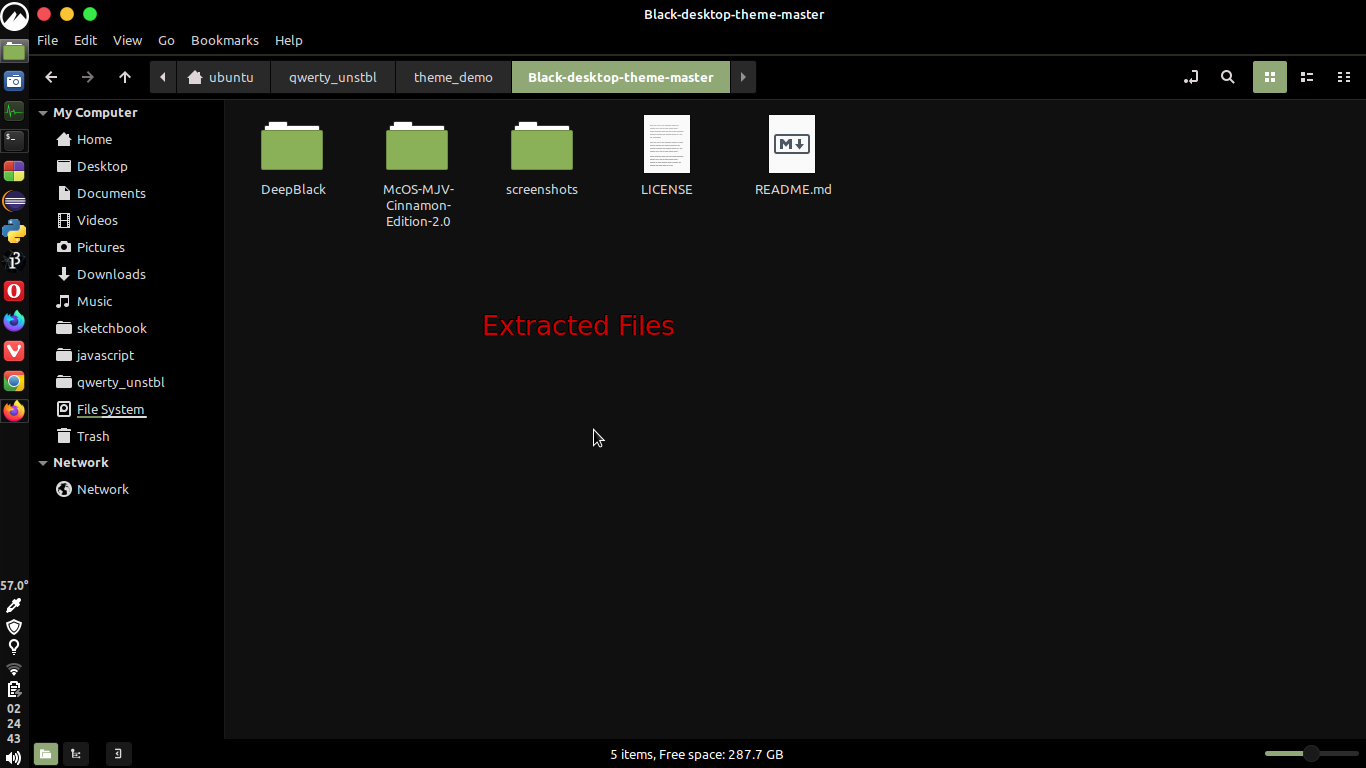 Black-desktop-theme-master
File Edit View Go Bookmarks Help
ubuntu qwerty_unstbl theme_demo Black-desktop-theme-master
My Computer
Home
Desktop
Documents
Videos
Pictures
Downloads
Music
sketchbook
javascript
qwerty_unstbl
File System
Trash
Network
Network
DeepBlack
McOS-MJV-
Cinnamon-
Edition-2.0
screenshots
LICENSE
README.md
Extracted Files
57.0°
02
24
43
5 items, Free space: 287.7 GB